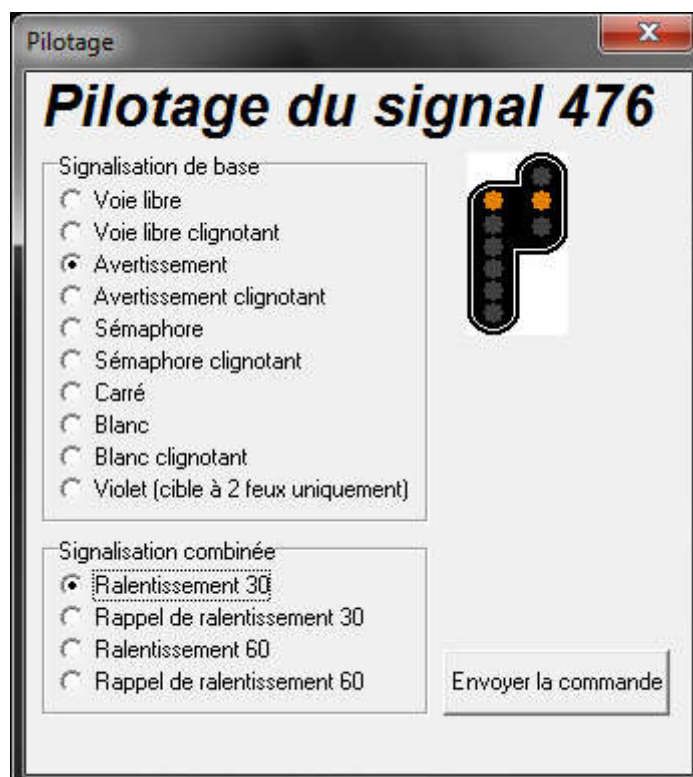 Pilotage
Pilotage du signal 476
Signalisation de base
Voie libre
Voie libre clignotant
Avertissement
Avertissement clignotant
Sémaphore
Sémaphore clignotant
Carré
Blanc
Blanc clignotant
Violet (cible à 2 feux uniquement)
Signalisation combinée
Ralentissement 30
Rappel de ralentissement 30
Ralentissement 60
Rappel de ralentissement 60
Envoyer la commande